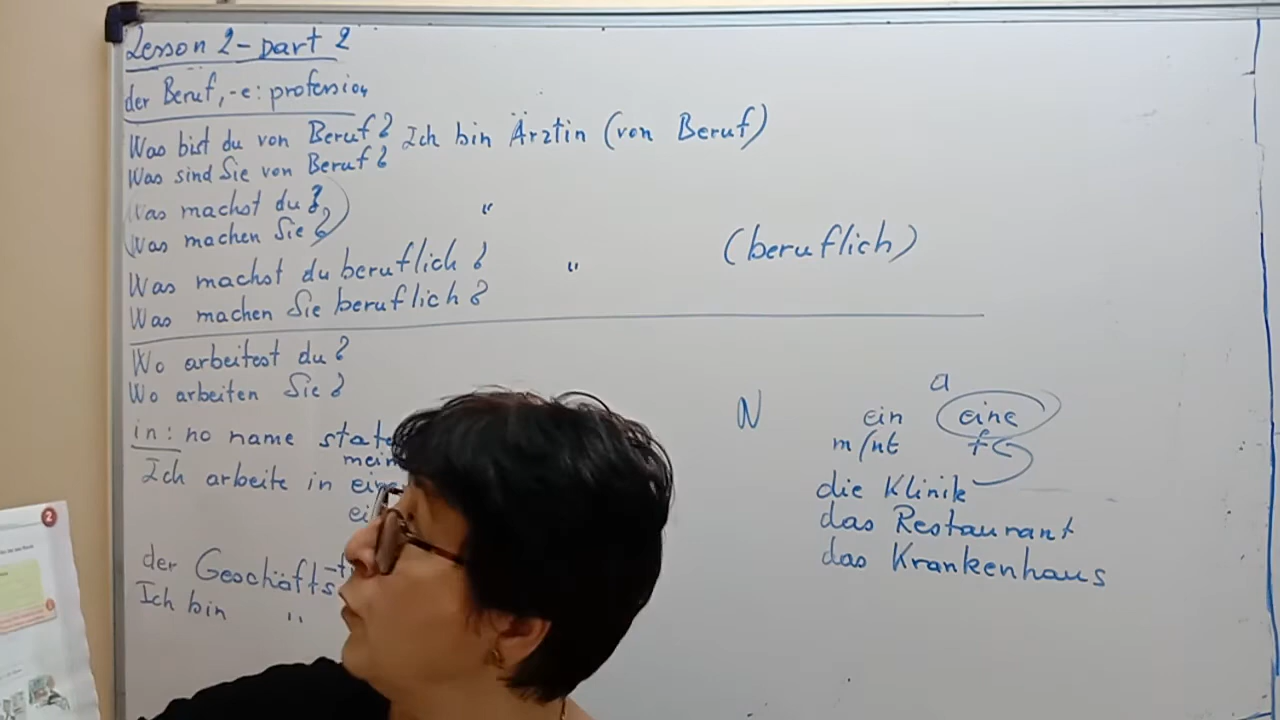 Lesson 2 - part 2
der Beruf, -e: profession
Was bist du von Beruf? Ich bin Ärztin (von Beruf)
Was sind Sie von Beruf?
(Was machst du?) "
(Was machen Sie?)
Was machst du beruflich? " (beruflich)
Was machen Sie beruflich?
Wo arbeitest du?
Wo arbeiten Sie?
in: no name
Ich arbeite in
der
Ich bin "
a
N ein eine
m/nt f
die Klinik
das Restaurant
das Krankenhaus
2